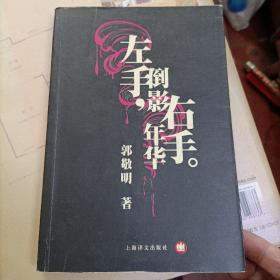 左手，
倒影
右手。
年华
郭敬明 著
上海译文出版社